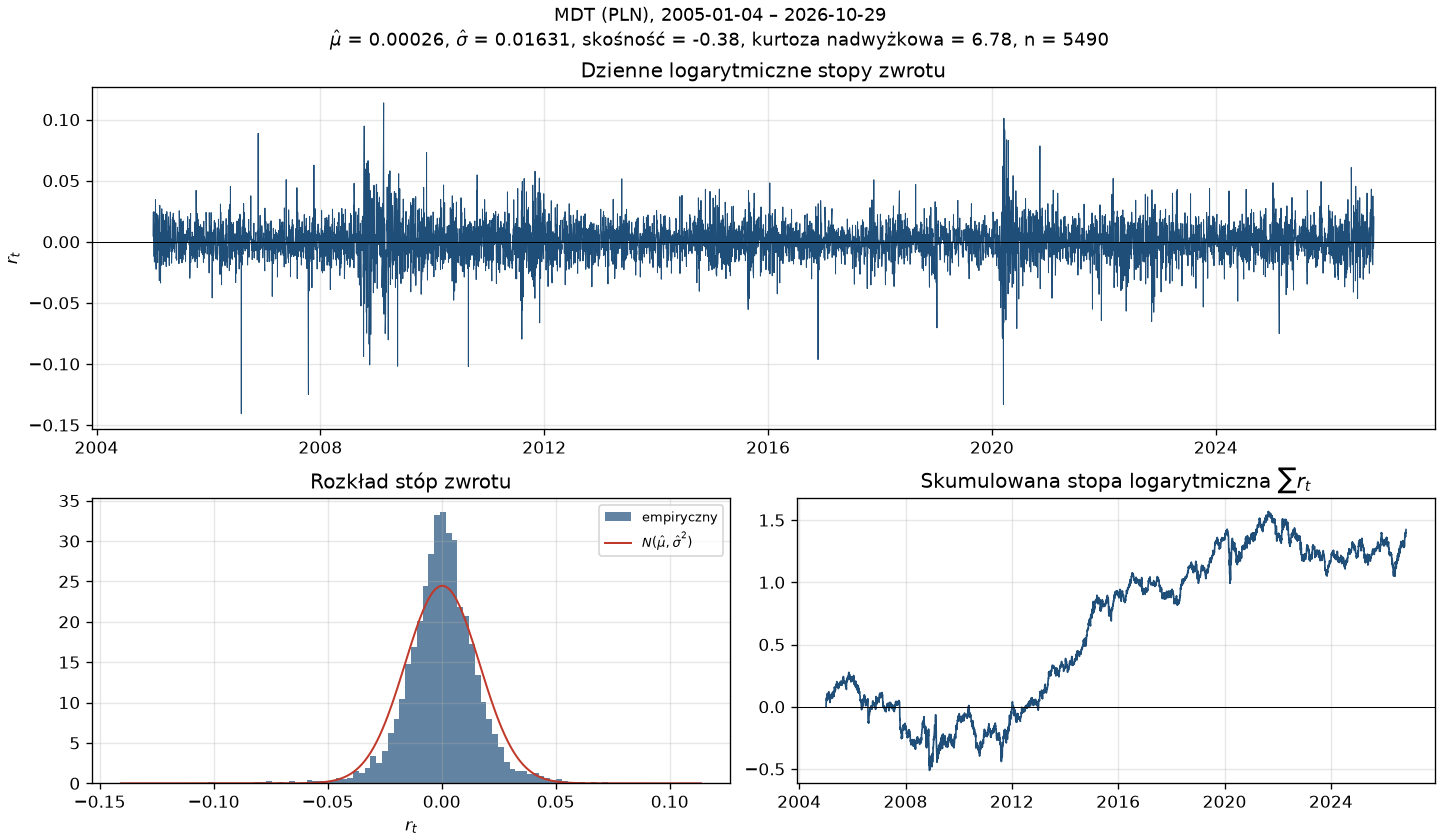 MDT (PLN), 2005-01-04 – 2026-10-29
μ̂ = 0.00026, σ̂ = 0.01631, skośność = -0.38, kurtoza nadwyżkowa = 6.78, n = 5490
Dzienne logarytmiczne stopy zwrotu
0.10
0.05
0.00
−0.05
−0.10
−0.15
r_t
2004 2008 2012 2016 2020 2024
Rozkład stóp zwrotu
35
30
25
20
15
10
5
0
empiryczny
N(μ̂, σ̂²)
−0.15 −0.10 −0.05 0.00 0.05 0.10
r_t
Skumulowana stopa logarytmiczna ∑r_t
1.5
1.0
0.5
0.0
−0.5
2004 2008 2012 2016 2020 2024